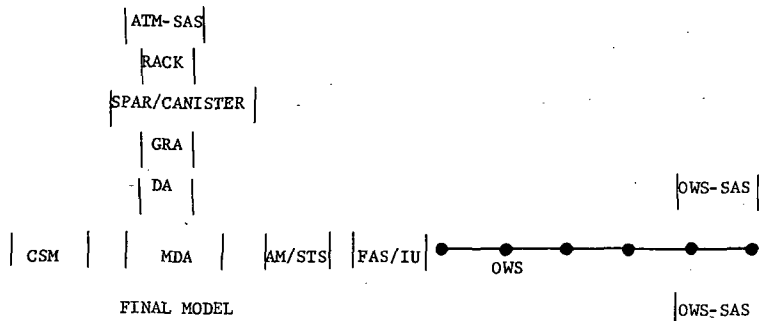 ATM-SAS
RACK
SPAR/CANISTER
GRA
DA
OWS-SAS
CSM MDA AM/STS FAS/IU OWS
FINAL MODEL OWS-SAS